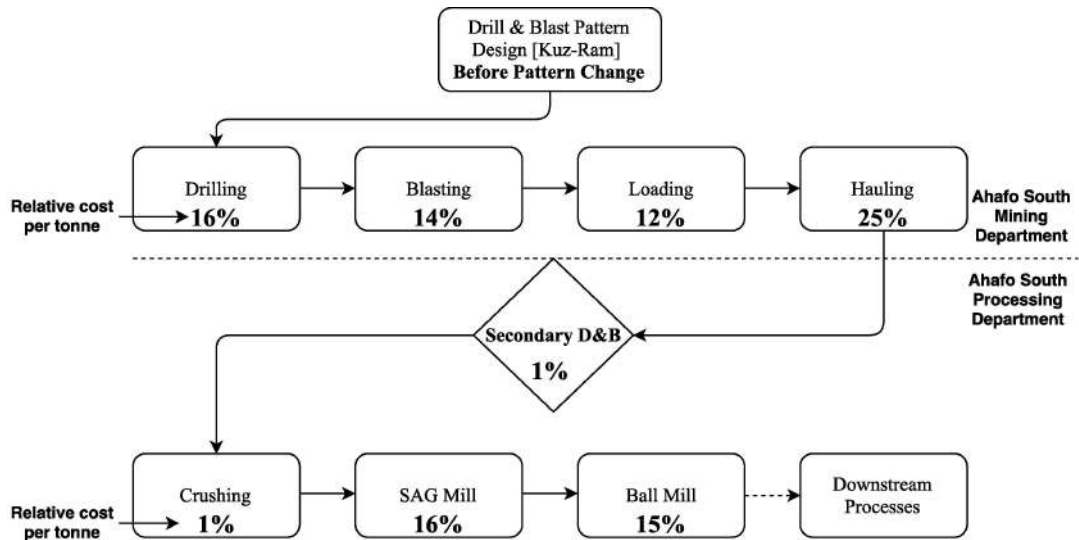 Drill & Blast Pattern
Design [Kuz-Ram]
Before Pattern Change
Drilling
16%
Blasting
14%
Loading
12%
Hauling
25%
Relative cost
per tonne
Ahafo South
Mining
Department
Ahafo South
Processing
Department
Secondary D&B
1%
Crushing
1%
SAG Mill
16%
Ball Mill
15%
Downstream
Processes
Relative cost
per tonne